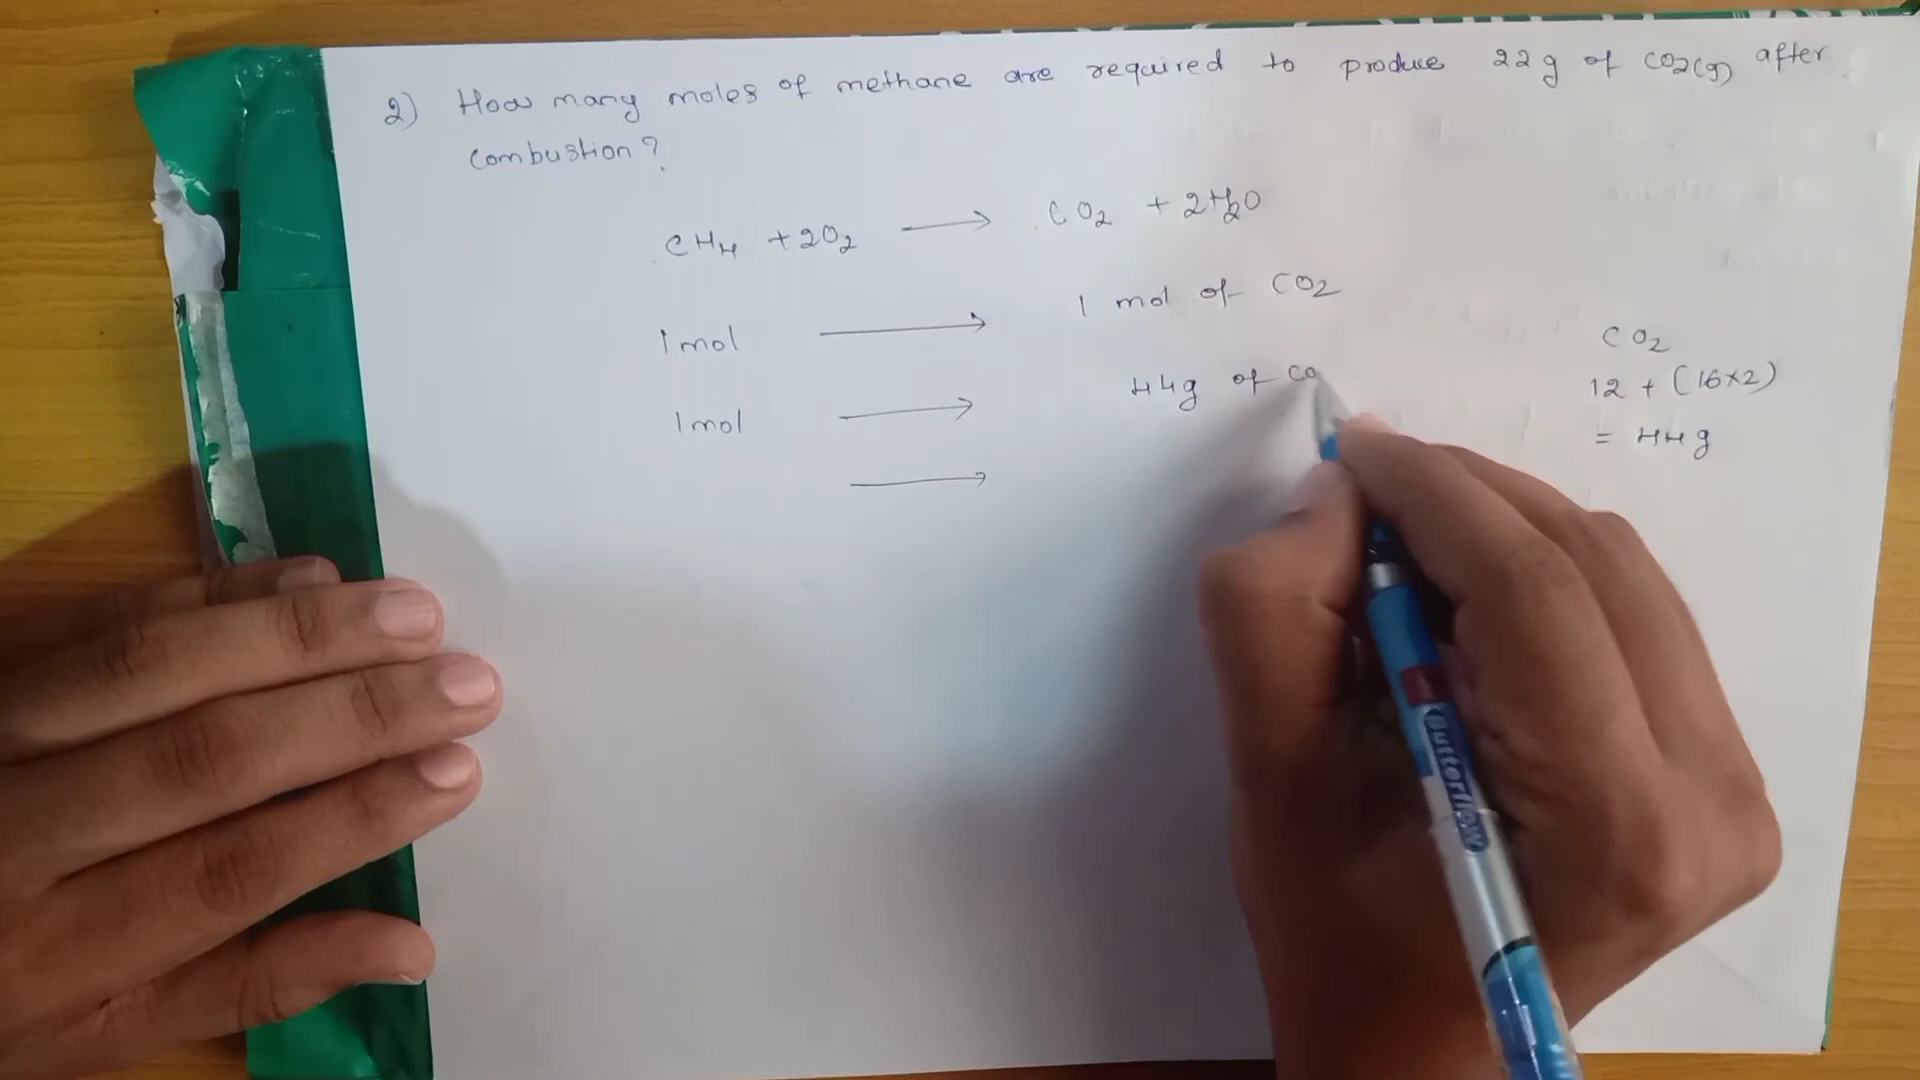 2) How many moles of methane are required to produce 22g of CO2(g) after
combustion?
CH4 + 2O2 → CO2 + 2H2O
1mol → 1 mol of CO2
1mol → 44g of CO
→
CO2
12 + (16×2)
= 44g
Butterflow